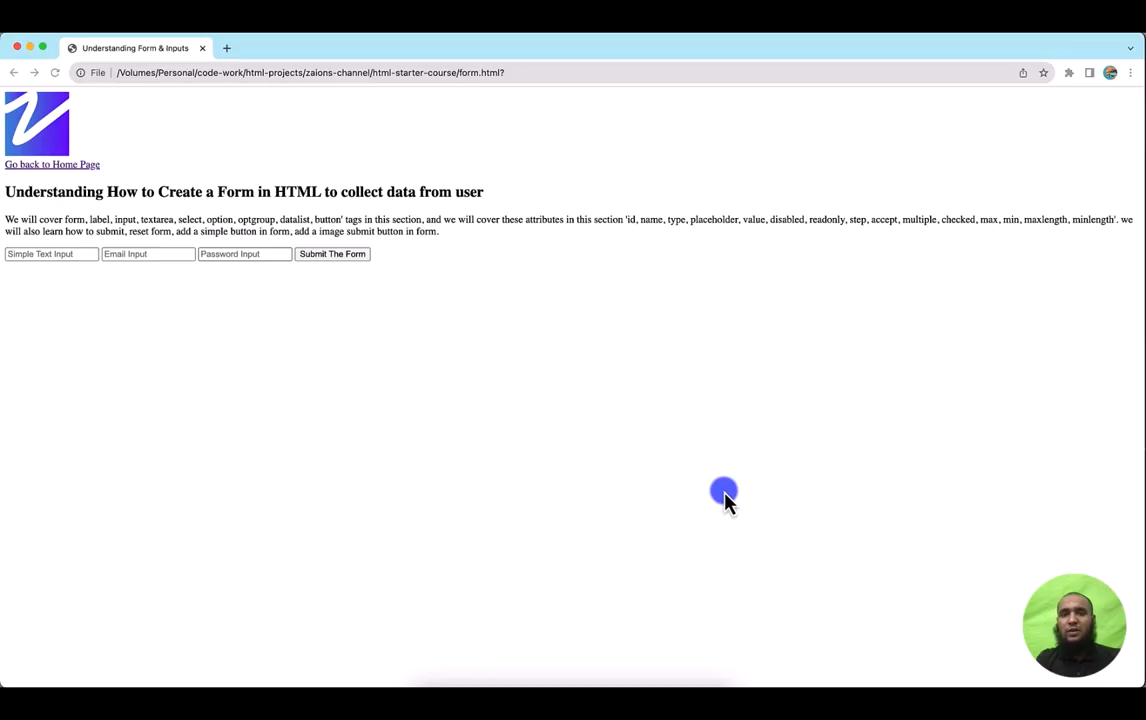 Understanding Form & Inputs
File
/Volumes/Personal/code-work/html-projects/zaions-channel/html-starter-course/form.html?
Go back to Home Page
Understanding How to Create a Form in HTML to collect data from user
We will cover form, label, input, textarea, select, option, optgroup, datalist, button' tags in this section, and we will cover these attributes in this section 'id, name, type, placeholder, value, disabled, readonly, step, accept, multiple, checked, max, min, maxlength, minlength'. we
will also learn how to submit, reset form, add a simple button in form, add a image submit button in form.
Simple Text Input Email Input Password Input Submit The Form